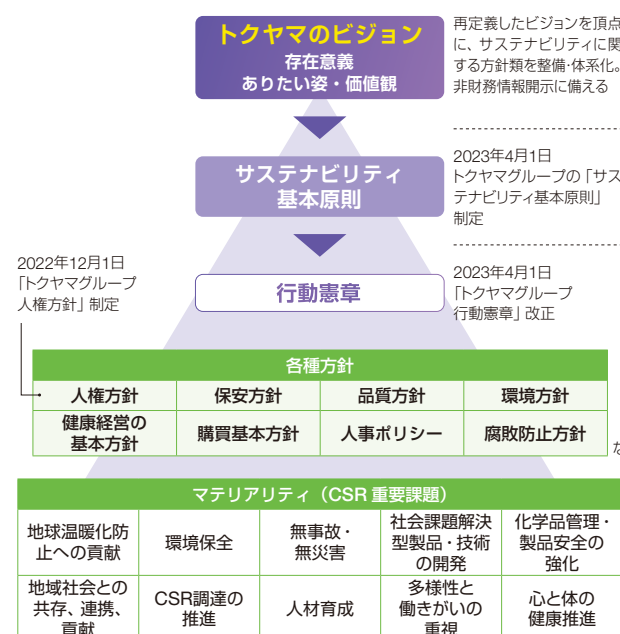 トクヤマのビジョン
存在意義
ありたい姿・価値観
再定義したビジョンを頂点
に、サステナビリティに関
する方針類を整備・体系化。
非財務情報開示に備える
サステナビリティ
基本原則
2023年4月1日
トクヤマグループの「サス
テナビリティ基本原則」
制定
行動憲章
2023年4月1日
「トクヤマグループ
行動憲章」改正
2022年12月1日
「トクヤマグループ
人権方針」制定
各種方針
人権方針
保安方針
品質方針
環境方針
健康経営の
基本方針
購買基本方針
人事ポリシー
腐敗防止方針
な
マテリアリティ（CSR 重要課題）
地球温暖化防
止への貢献
環境保全
無事故・
無災害
社会課題解決
型製品・技術
の開発
化学品管理・
製品安全の
強化
地域社会との
共存、連携、
貢献
CSR調達の
推進
人材育成
多様性と
働きがいの
重視
心と体の
健康推進